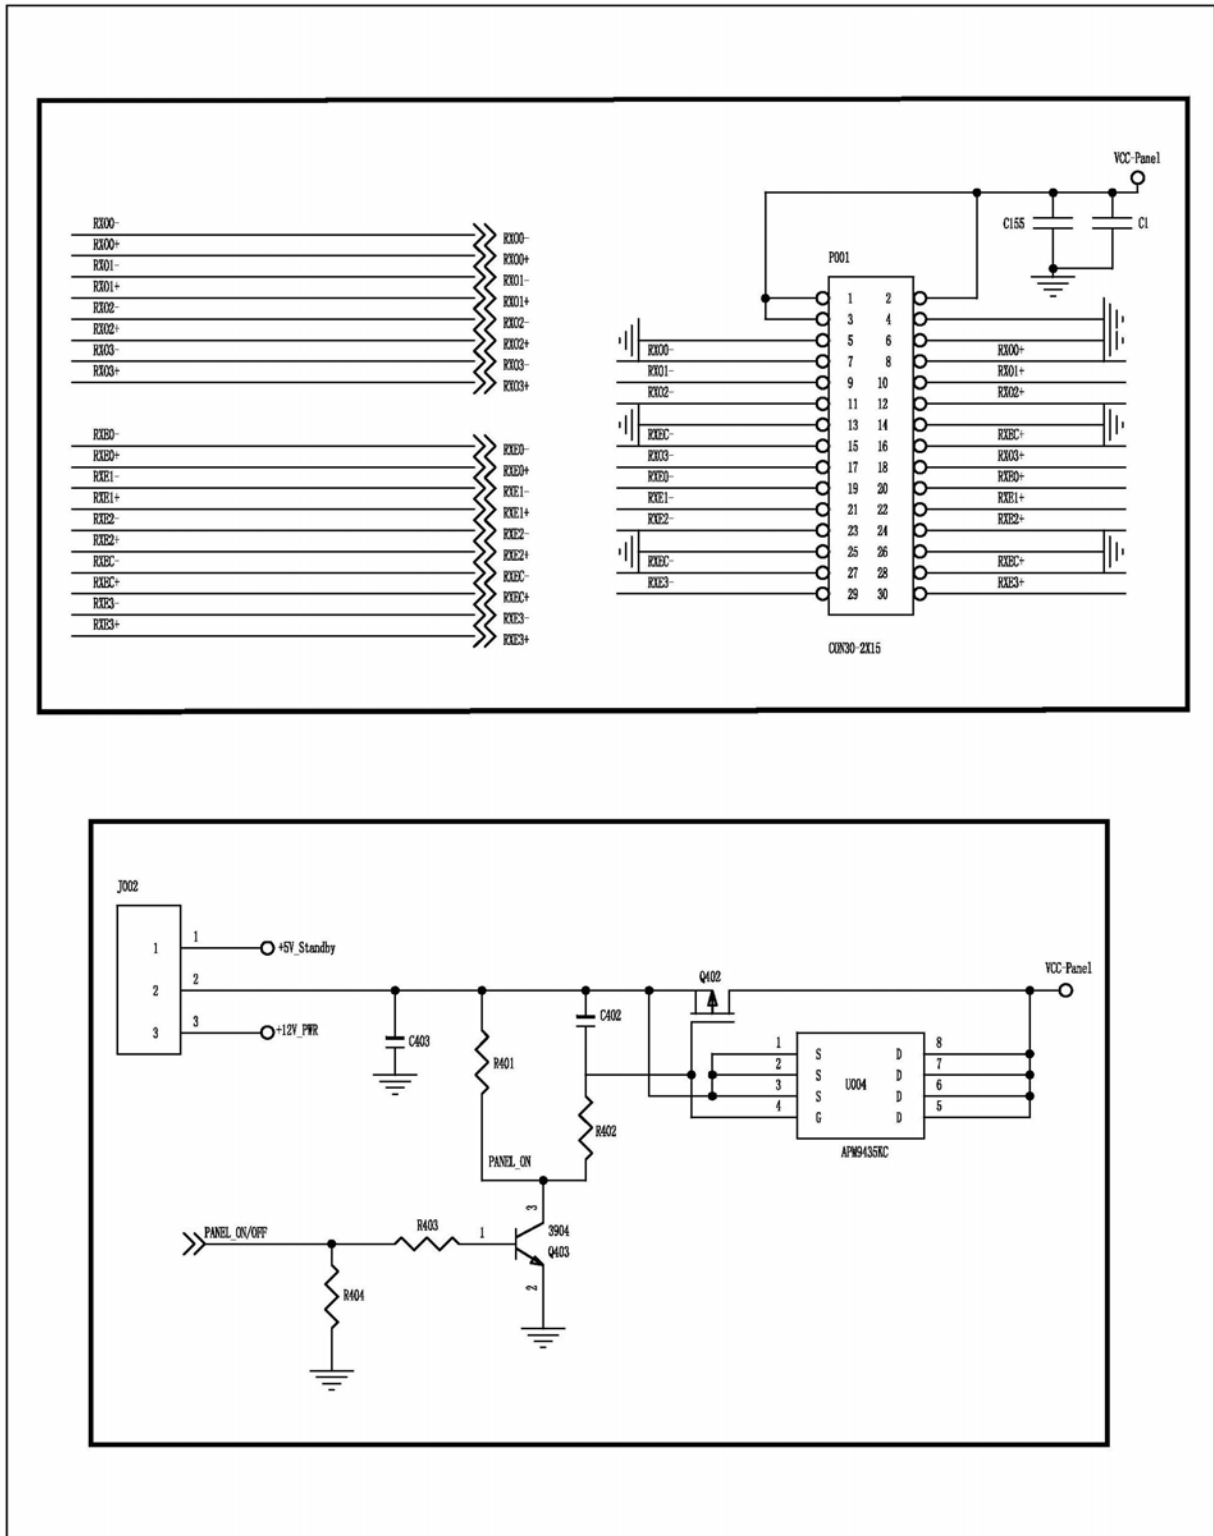 VCC-Panel
C155
C1
P001
RXO0-
RXO0+
RXO1-
RXO1+
RXO2-
RXO2+
RXO3-
RXO3+
RXO0-
RXO0+
RXO1-
RXO1+
RXO2-
RXO2+
RXO3-
RXO3+
RXE0-
RXE0+
RXE1-
RXE1+
RXE2-
RXE2+
RXEC-
RXEC+
RXE3-
RXE3+
RXE0-
RXE0+
RXE1-
RXE1+
RXE2-
RXE2+
RXEC-
RXEC+
RXE3-
RXE3+
1 2
3 4
5 6
RXO0- 7 8 RXO0+
RXO1- 9 10 RXO1+
RXO2- 11 12 RXO2+
13 14
RXEC- 15 16 RXEC+
RXO3- 17 18 RXO3+
RXE0- 19 20 RXE0+
RXE1- 21 22 RXE1+
RXE2- 23 24 RXE2+
25 26
RXEC- 27 28 RXEC+
RXE3- 29 30 RXE3+
CON30-2X15
J002
1 1 +5V_Standby
2 2
3 3 +12V_PWR
C403
R401
C402
R402
Q402
VCC-Panel
1 S D 8
2 S D 7
3 S D 6
4 G D 5
U004
APM9435KC
PANEL_ON
PANEL_ON/OFF
R403
R404
1
3
2
3904
Q403